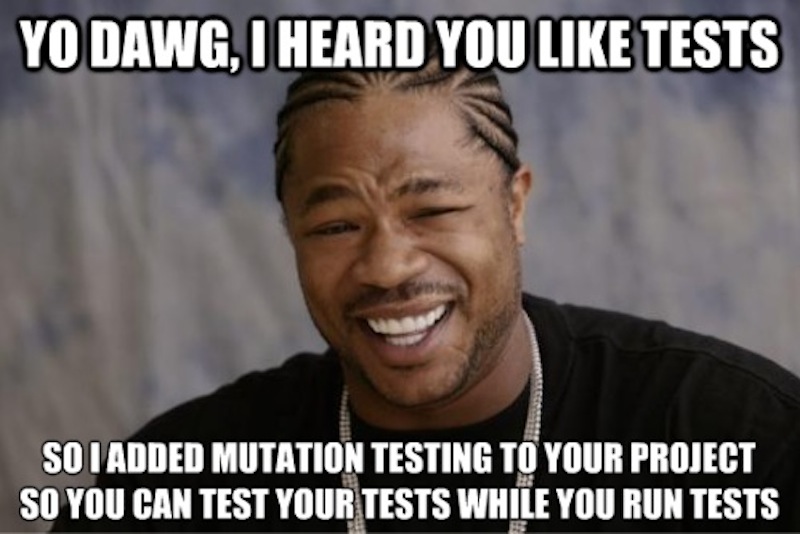 YO DAWG, I HEARD YOU LIKE TESTS
SO I ADDED MUTATION TESTING TO YOUR PROJECT
SO YOU CAN TEST YOUR TESTS WHILE YOU RUN TESTS